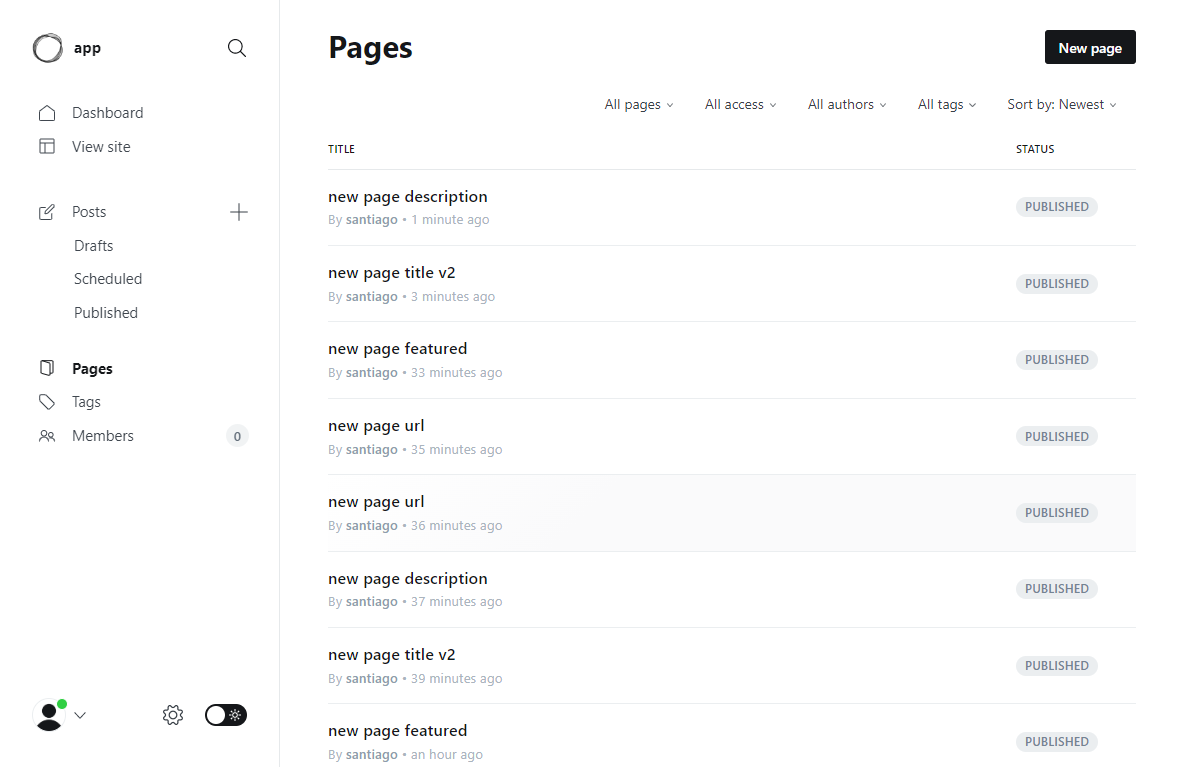 app
Dashboard
View site
Posts
Drafts
Scheduled
Published
Pages
Tags
Members 0
Pages
New page
All pages All access All authors All tags Sort by: Newest
TITLE STATUS
new page description
By santiago • 1 minute ago
PUBLISHED
new page title v2
By santiago • 3 minutes ago
PUBLISHED
new page featured
By santiago • 33 minutes ago
PUBLISHED
new page url
By santiago • 35 minutes ago
PUBLISHED
new page url
By santiago • 36 minutes ago
PUBLISHED
new page description
By santiago • 37 minutes ago
PUBLISHED
new page title v2
By santiago • 39 minutes ago
PUBLISHED
new page featured
By santiago • an hour ago
PUBLISHED